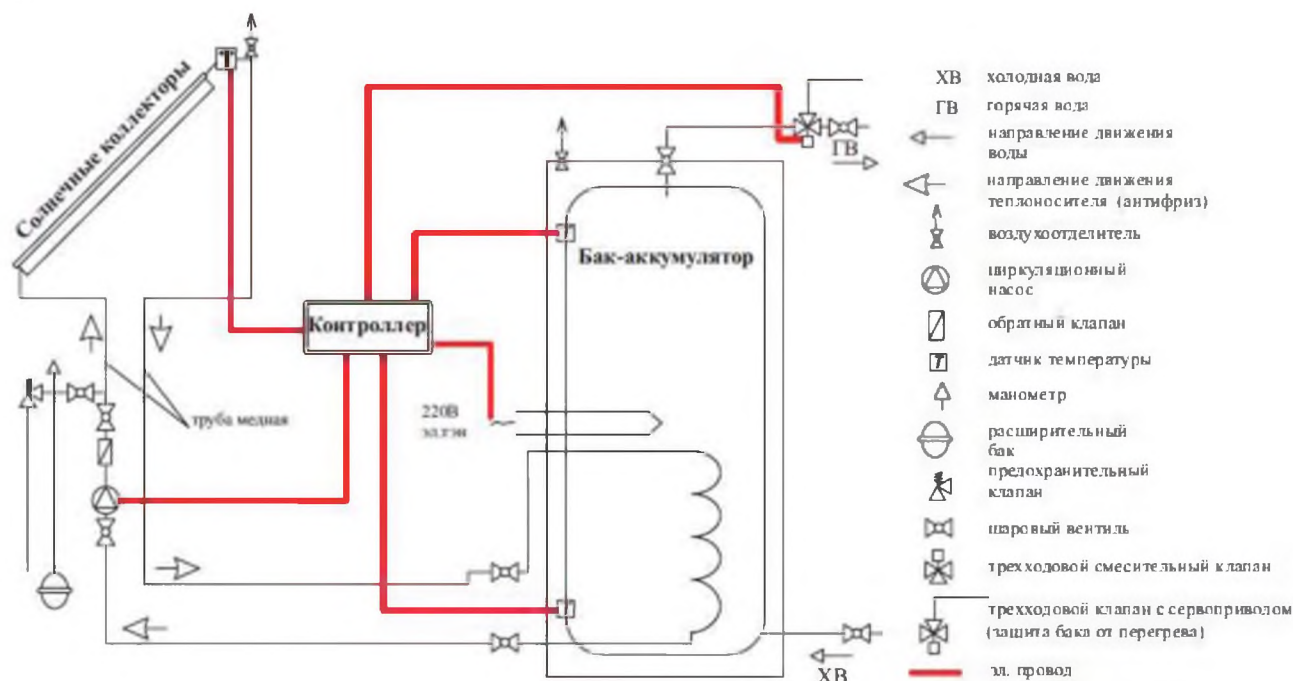 Солнечные коллекторы
T
Контроллер
труба медная
220В
эл.тэн
Бак-аккумулятор
ГВ
ХВ
ХВ холодная вода
ГВ горячая вода
направление движения
воды
направление движения
теплоносителя (антифриз)
воздухоотделитель
циркуляционный
насос
обратный клапан
T датчик температуры
манометр
расширительный
бак
предохранительный
клапан
шаровый вентиль
трехходовой смесительный клапан
трехходовой клапан с сервоприводом
(защита бака от перегрева)
эл. провод